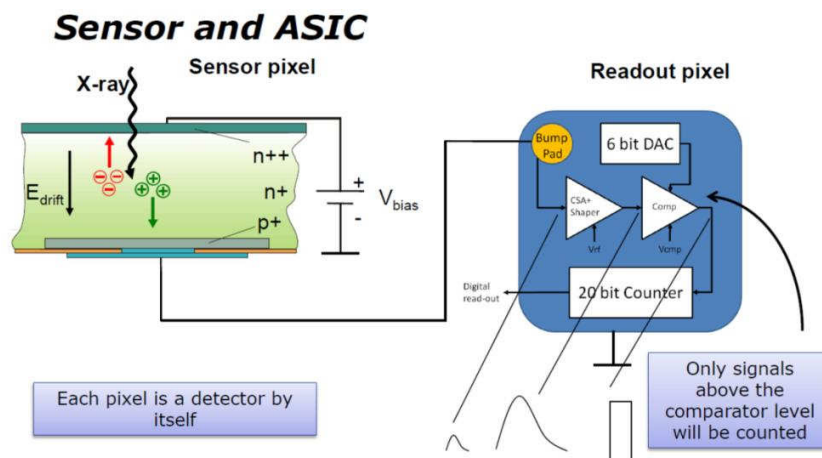 Sensor and ASIC
Sensor pixel
X-ray
n++
E drift
n+
p+
+
-
V bias
Readout pixel
Bump
Pad
6 bit DAC
CSA+
Shaper
Comp
Vrf
Vcmp
Digital
read-out
20 bit Counter
Each pixel is a detector by
itself
Only signals
above the
comparator level
will be counted